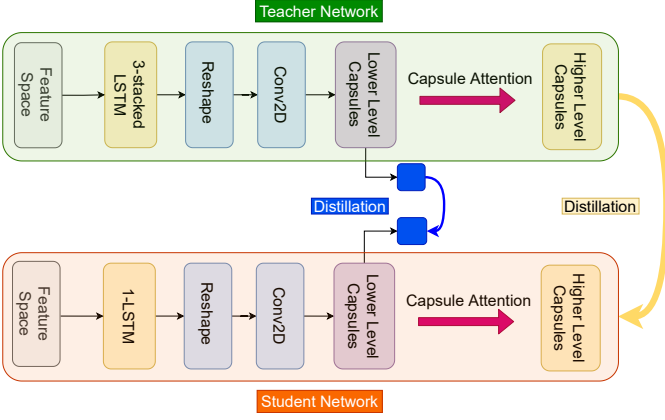 Teacher Network
Feature
Space
3-stacked
LSTM
Reshape
Conv2D
Lower Level
Capsules
Capsule Attention
Higher Level
Capsules
Distillation
Distillation
Feature
Space
1-LSTM
Reshape
Conv2D
Lower Level
Capsules
Capsule Attention
Higher Level
Capsules
Student Network